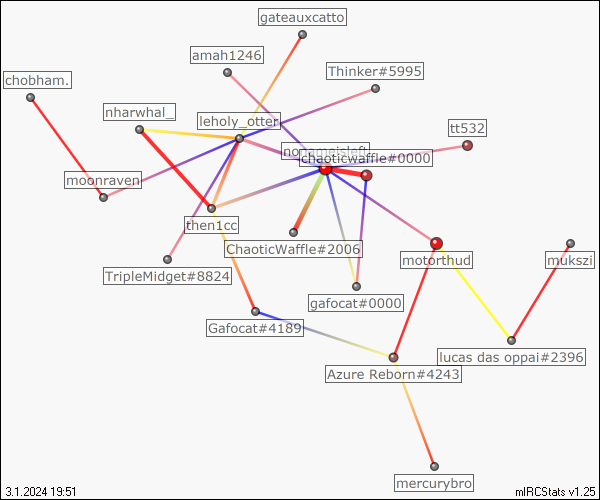 gateauxcatto
amah1246
Thinker#5995
chobham.
nharwhal_
leholy_otter
tt532
nonameisleft
chaoticwaffle#0000
moonraven
then1cc
ChaoticWaffle#2006
motorthud
mukszi
TripleMidget#8824
gafocat#0000
Gafocat#4189
lucas das oppai#2396
Azure Reborn#4243
mercurybro
3.1.2024 19:51
mIRCStats v1.25